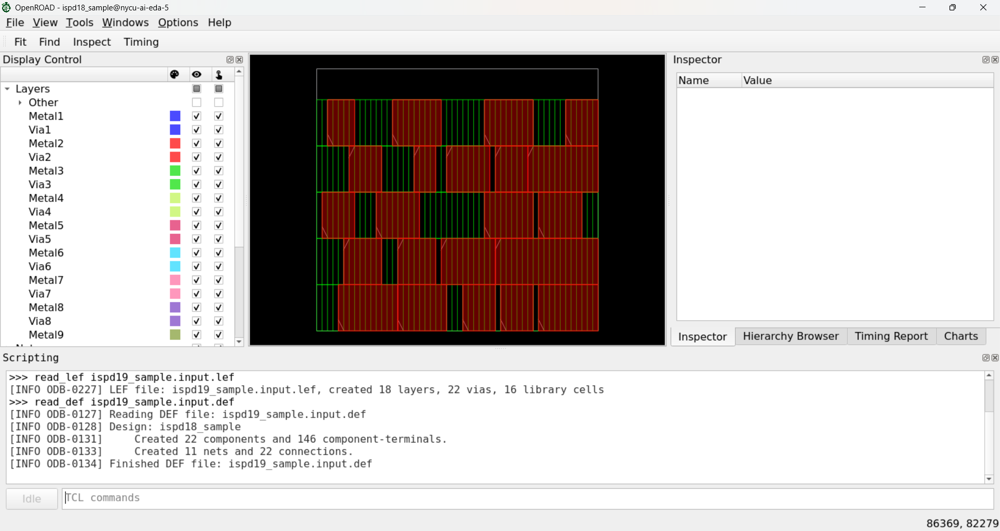 OpenROAD - ispd18_sample@nycu-ai-eda-5
File View Tools Windows Options Help
Fit Find Inspect Timing
Display Control
Layers
Other
Metal1
Via1
Metal2
Via2
Metal3
Via3
Metal4
Via4
Metal5
Via5
Metal6
Via6
Metal7
Via7
Metal8
Via8
Metal9
Inspector
Name Value
Inspector Hierarchy Browser Timing Report Charts
Scripting
>>> read_lef ispd19_sample.input.lef
[INFO ODB-0227] LEF file: ispd19_sample.input.lef, created 18 layers, 22 vias, 16 library cells
>>> read_def ispd19_sample.input.def
[INFO ODB-0127] Reading DEF file: ispd19_sample.input.def
[INFO ODB-0128] Design: ispd18_sample
[INFO ODB-0131]     Created 22 components and 146 component-terminals.
[INFO ODB-0133]     Created 11 nets and 22 connections.
[INFO ODB-0134] Finished DEF file: ispd19_sample.input.def
Idle
TCL commands
86369, 82279